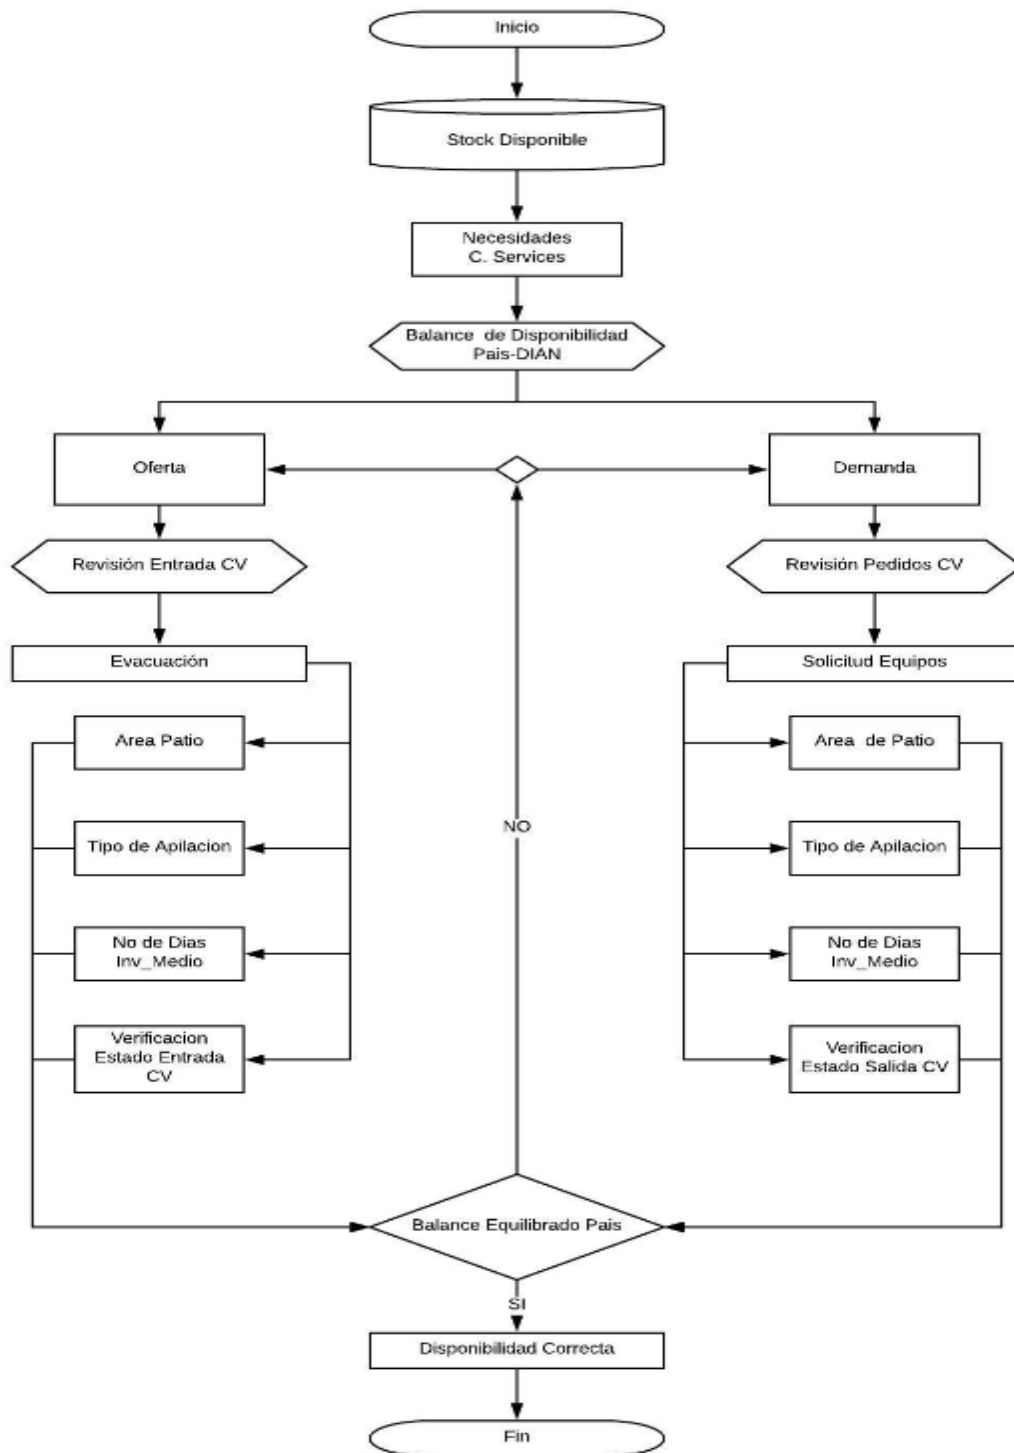 Inicio
Stock Disponible
Necesidades
C. Services
Balance de Disponibilidad
Pais-DIAN
Oferta
Demanda
Revisión Entrada CV
Revisión Pedidos CV
Evacuación
Solicitud Equipos
Area Patio
Area de Patio
Tipo de Apilacion
Tipo de Apilacion
No de Dias
Inv_Medio
No de Dias
Inv_Medio
Verificacion
Estado Entrada
CV
Verificacion
Estado Salida CV
NO
Balance Equilibrado Pais
SI
Disponibilidad Correcta
Fin